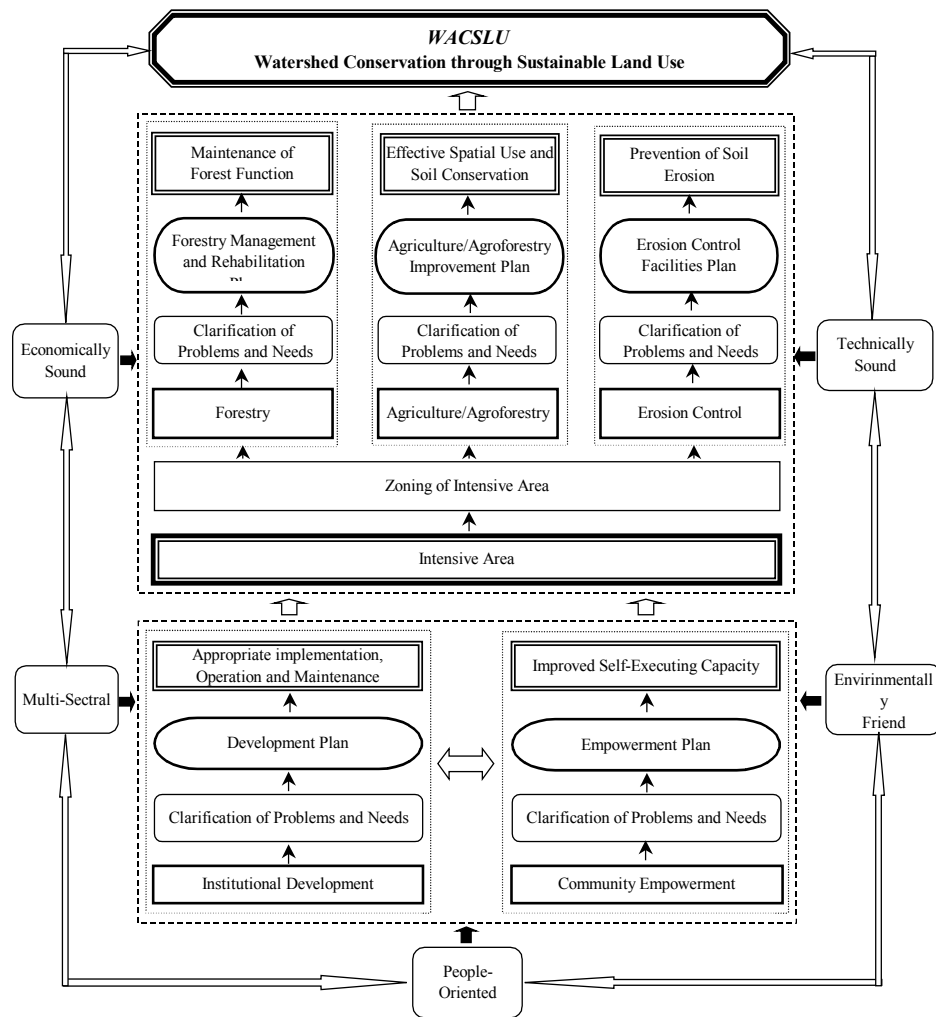 WACSLU
Watershed Conservation through Sustainable Land Use
Maintenance of
Forest Function
Effective Spatial Use and
Soil Conservation
Prevention of Soil
Erosion
Forestry Management
and Rehabilitation
Agriculture/Agroforestry
Improvement Plan
Erosion Control
Facilities Plan
Clarification of
Problems and Needs
Clarification of
Problems and Needs
Clarification of
Problems and Needs
Economically
Sound
Technically
Sound
Forestry
Agriculture/Agroforestry
Erosion Control
Zoning of Intensive Area
Intensive Area
Appropriate implementation,
Operation and Maintenance
Improved Self-Executing Capacity
Multi-Sectral
Envirinmentall
y
Friend
Development Plan
Empowerment Plan
Clarification of Problems and Needs
Clarification of Problems and Needs
Institutional Development
Community Empowerment
People-
Oriented